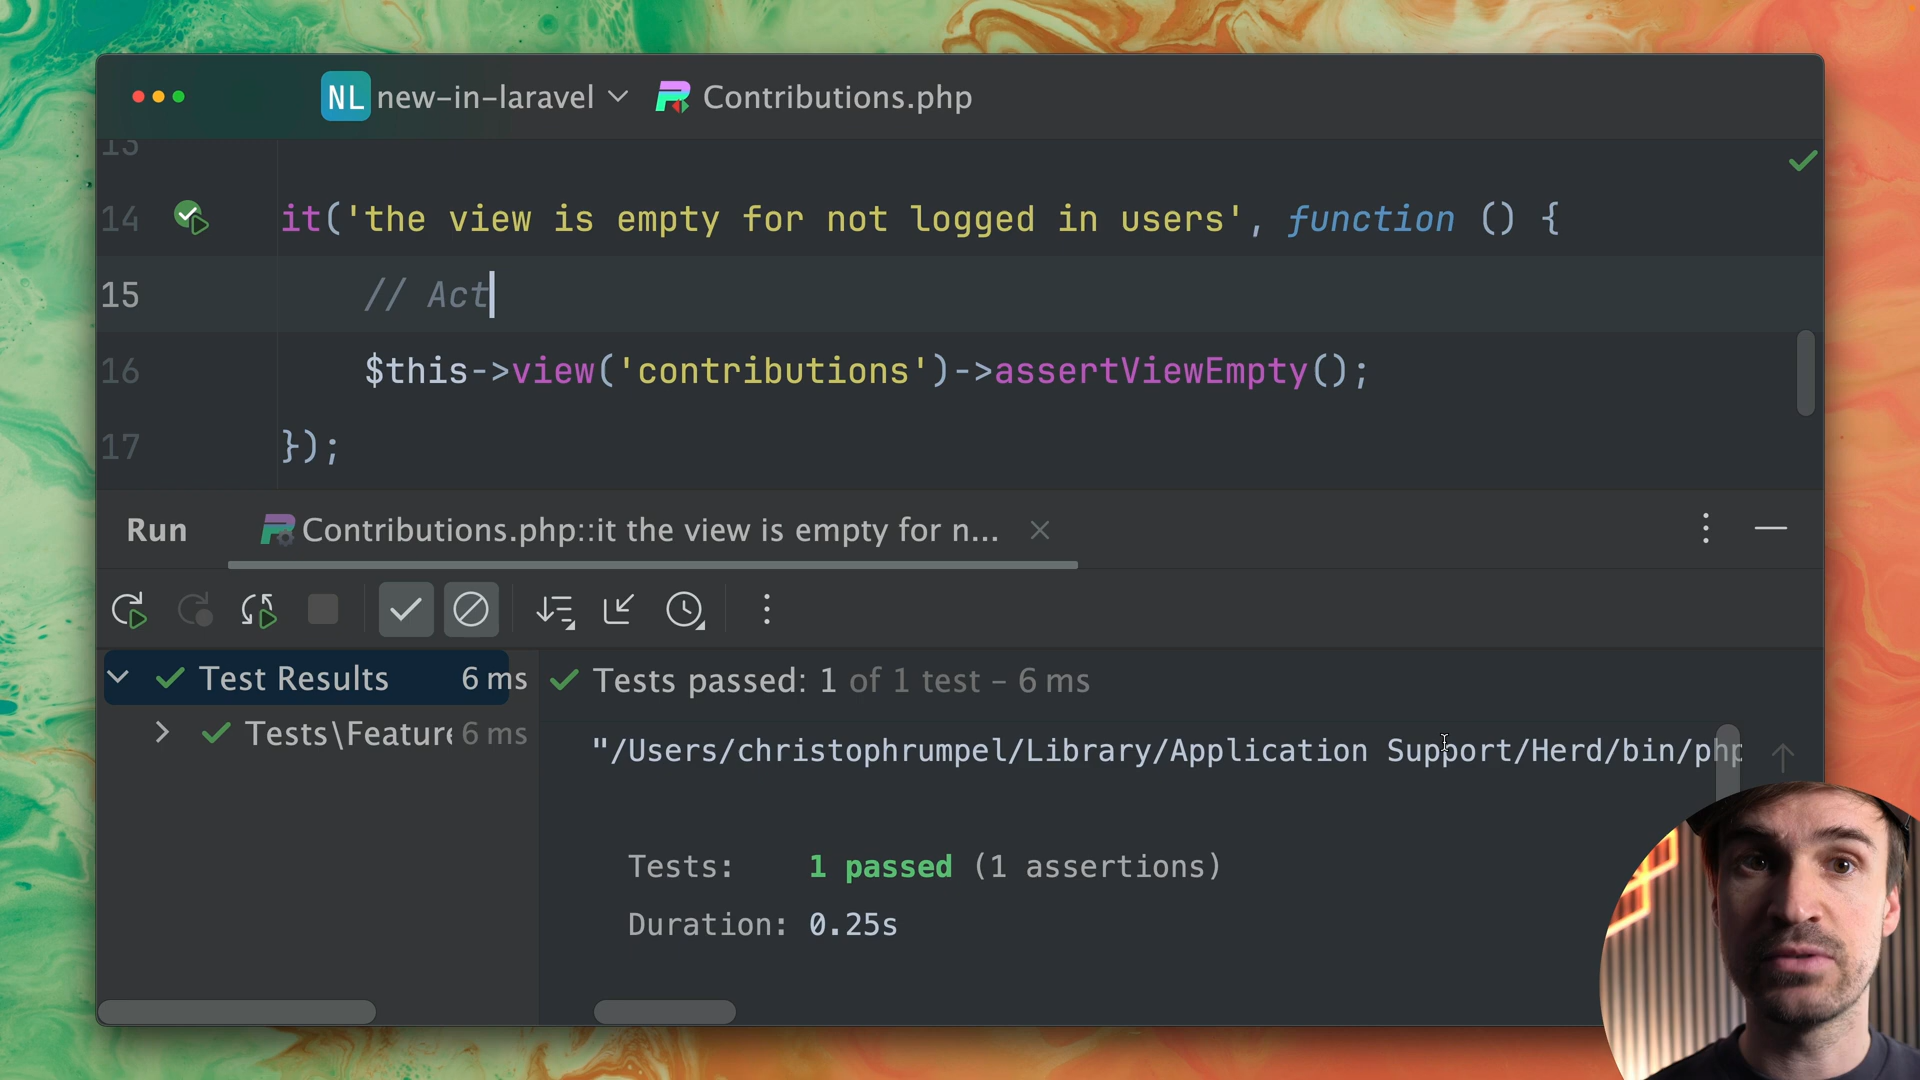 NL new-in-laravel Contributions.php
13
14 it('the view is empty for not logged in users', function () {
15 // Act
16 $this->view('contributions')->assertViewEmpty();
17 });
Run Contributions.php::it the view is empty for n...
Test Results 6 ms
Tests\Feature 6 ms
Tests passed: 1 of 1 test – 6 ms
"/Users/christophrumpel/Library/Application Support/Herd/bin/php
Tests: 1 passed (1 assertions)
Duration: 0.25s